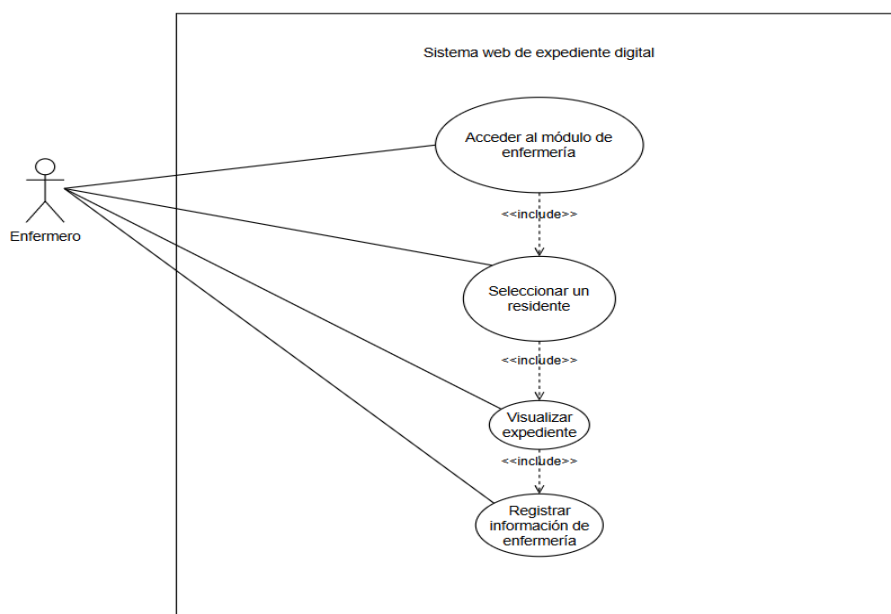 Sistema web de expediente digital
Acceder al módulo de
enfermería
<<include>>
Enfermero
Seleccionar un
residente
<<include>>
Visualizar
expediente
<<include>>
Registrar
información de
enfermería